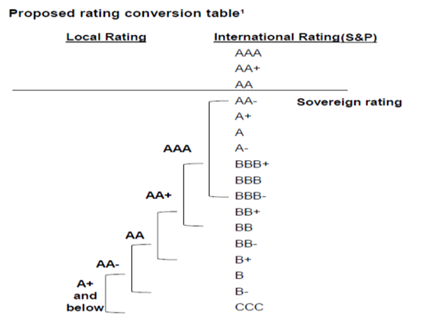 Proposed rating conversion table¹
Local Rating International Rating(S&P)
AAA
AA+
AA
AA- Sovereign rating
A+
A
AAA A-
BBB+
BBB
AA+ BBB-
BB+
BB
AA BB-
B+
AA- B
A+
and B-
below CCC